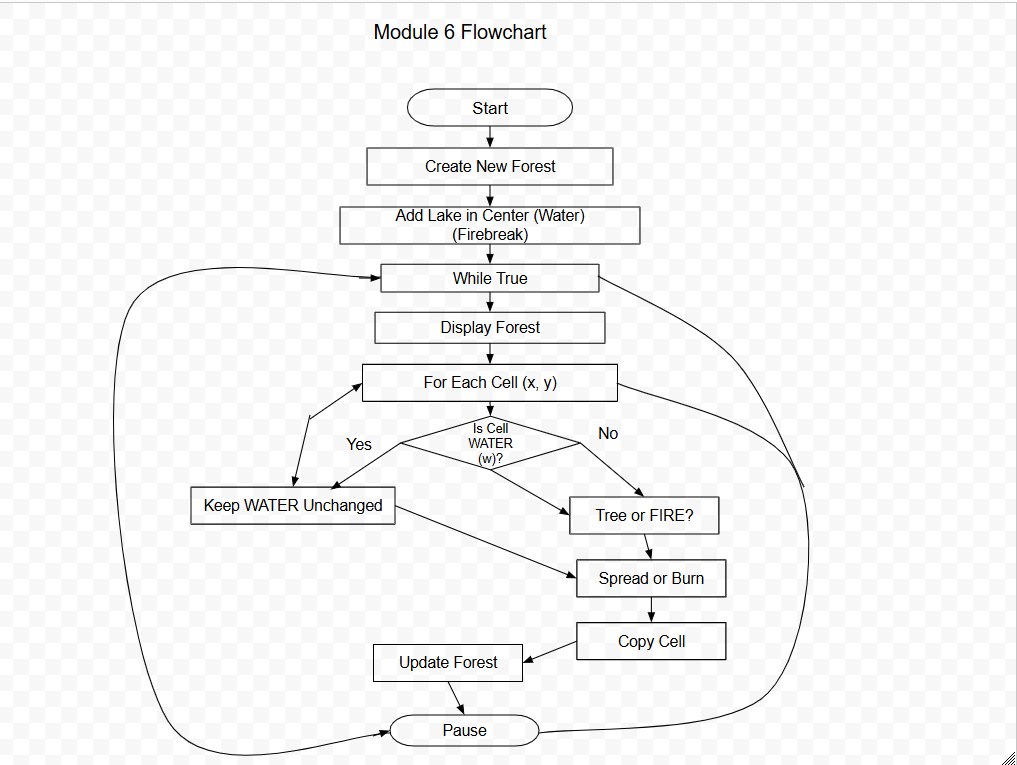 Module 6 Flowchart
Start
Create New Forest
Add Lake in Center (Water)
(Firebreak)
While True
Display Forest
For Each Cell (x, y)
Is Cell
WATER
(w)?
Yes
No
Keep WATER Unchanged
Tree or FIRE?
Spread or Burn
Copy Cell
Update Forest
Pause